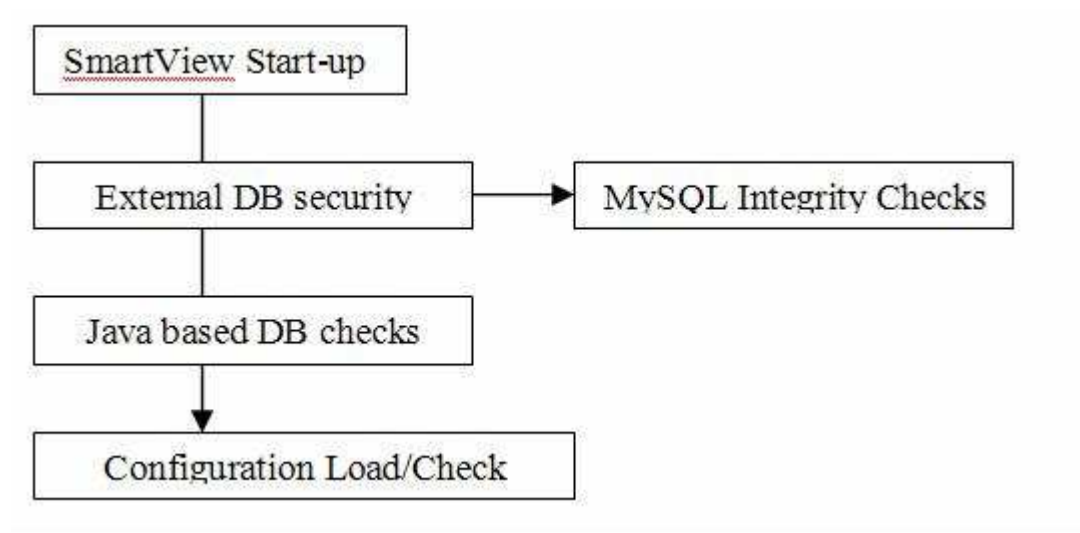 SmartView Start-up
External DB security
MySQL Integrity Checks
Java based DB checks
Configuration Load/Check